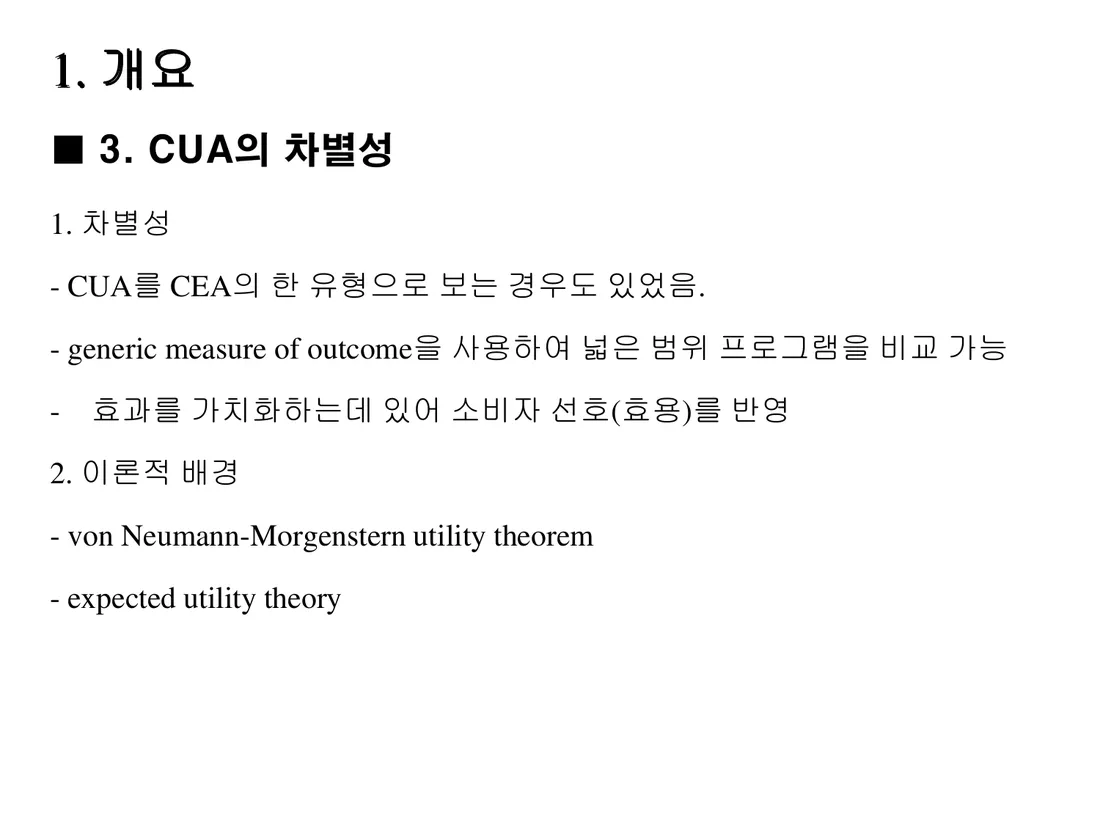 1. 개요
■ 3. CUA의 차별성
1. 차별성
- CUA를 CEA의 한 유형으로 보는 경우도 있었음.
- generic measure of outcome을 사용하여 넓은 범위 프로그램을 비교 가능
- 효과를 가치화하는데 있어 소비자 선호(효용)를 반영
2. 이론적 배경
- von Neumann-Morgenstern utility theorem
- expected utility theory